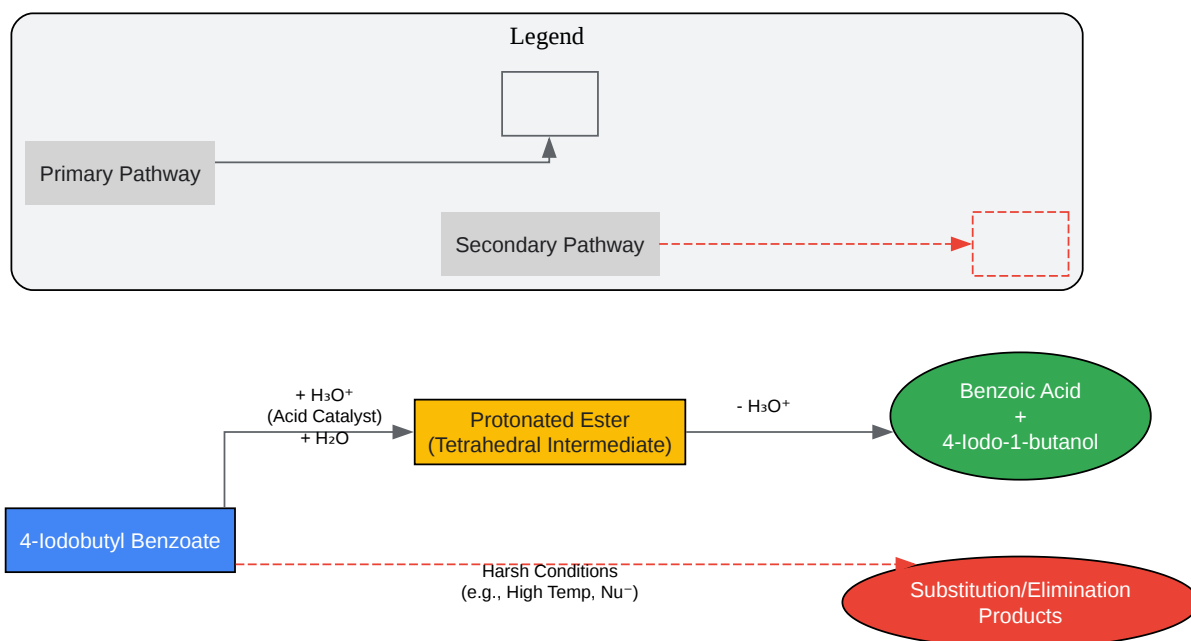 Legend
Primary Pathway
Secondary Pathway
+ H₃O⁺
(Acid Catalyst)
+ H₂O
Protonated Ester
(Tetrahedral Intermediate)
- H₃O⁺
Benzoic Acid
+
4-Iodo-1-butanol
4-Iodobutyl Benzoate
Harsh Conditions
(e.g., High Temp, Nu⁻)
Substitution/Elimination
Products